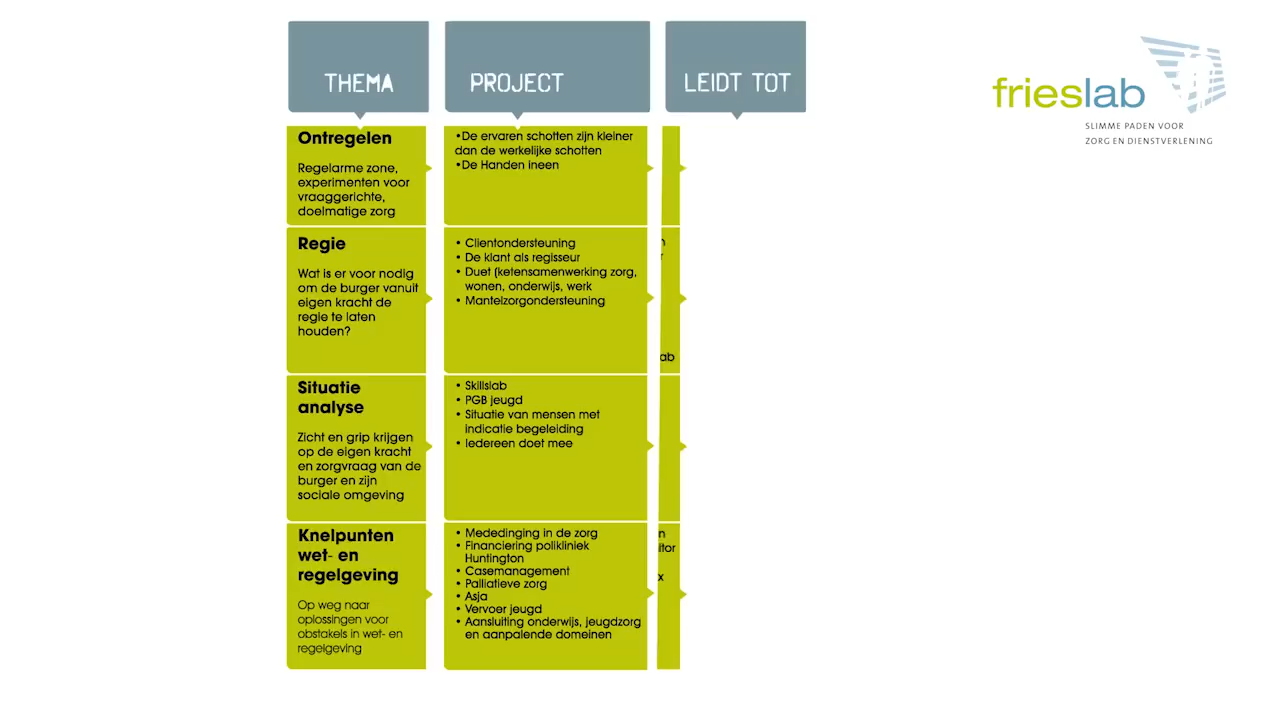 THEMA
PROJECT
LEIDT TOT
frieslab
SLIMME PADEN VOOR
ZORG EN DIENSTVERLENING
Ontregelen
Regelarme zone,
experimenten voor
vraaggerichte,
doelmatige zorg
•De ervaren schotten zijn kleiner
dan de werkelijke schotten
•De Handen ineen
Regie
Wat is er voor nodig
om de burger vanuit
eigen kracht de
regie te laten
houden?
• Clientondersteuning
• De klant als regisseur
• Duet (ketensamenwerking zorg,
wonen, onderwijs, werk
• Mantelzorgondersteuning
Situatie
analyse
Zicht en grip krijgen
op de eigen kracht
en zorgvraag van de
burger en zijn
sociale omgeving
• Skillslab
• PGB jeugd
• Situatie van mensen met
indicatie begeleiding
• Iedereen doet mee
Knelpunten
wet- en
regelgeving
Op weg naar
oplossingen voor
obstakels in wet- en
regelgeving
• Mededinging in de zorg
• Financiering polikliniek
Huntington
• Casemanagement
• Palliatieve zorg
• Asja
• Vervoer jeugd
• Aansluiting onderwijs, jeugdzorg
en aanpalende domeinen